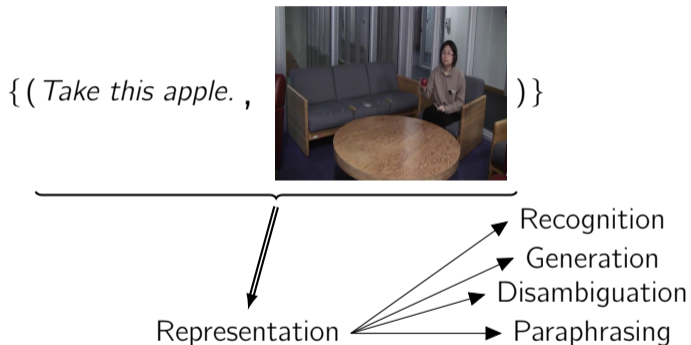 {( Take this apple. , )}
Recognition
Generation
Disambiguation
Representation Paraphrasing